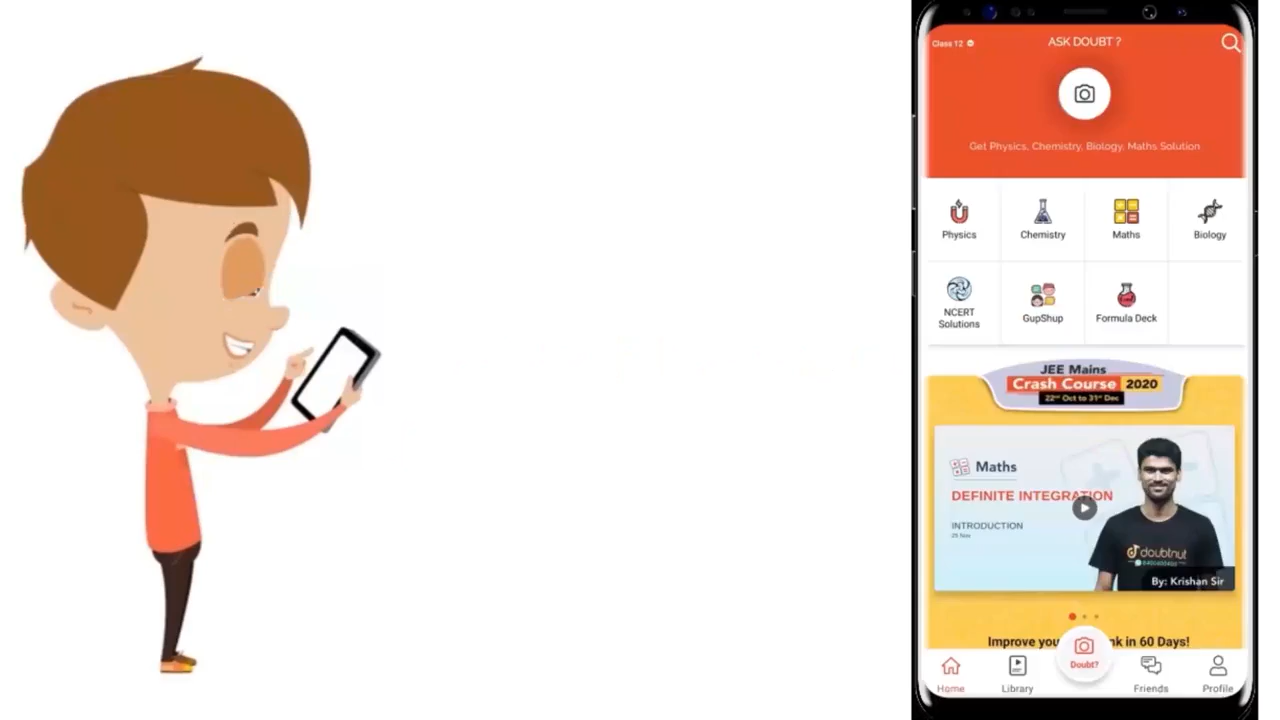 Class 12
ASK DOUBT ?
Get Physics, Chemistry, Biology, Maths Solution
Physics
Chemistry
Maths
Biology
NCERT
Solutions
GupShup
Formula Deck
JEE Mains
Crash Course 2020
22nd Oct to 31st Dec
Maths
DEFINITE INTEGRATION
INTRODUCTION
doubtnut
By: Krishan Sir
Improve you nk in 60 Days!
Doubt?
Home
Library
Friends
Profile